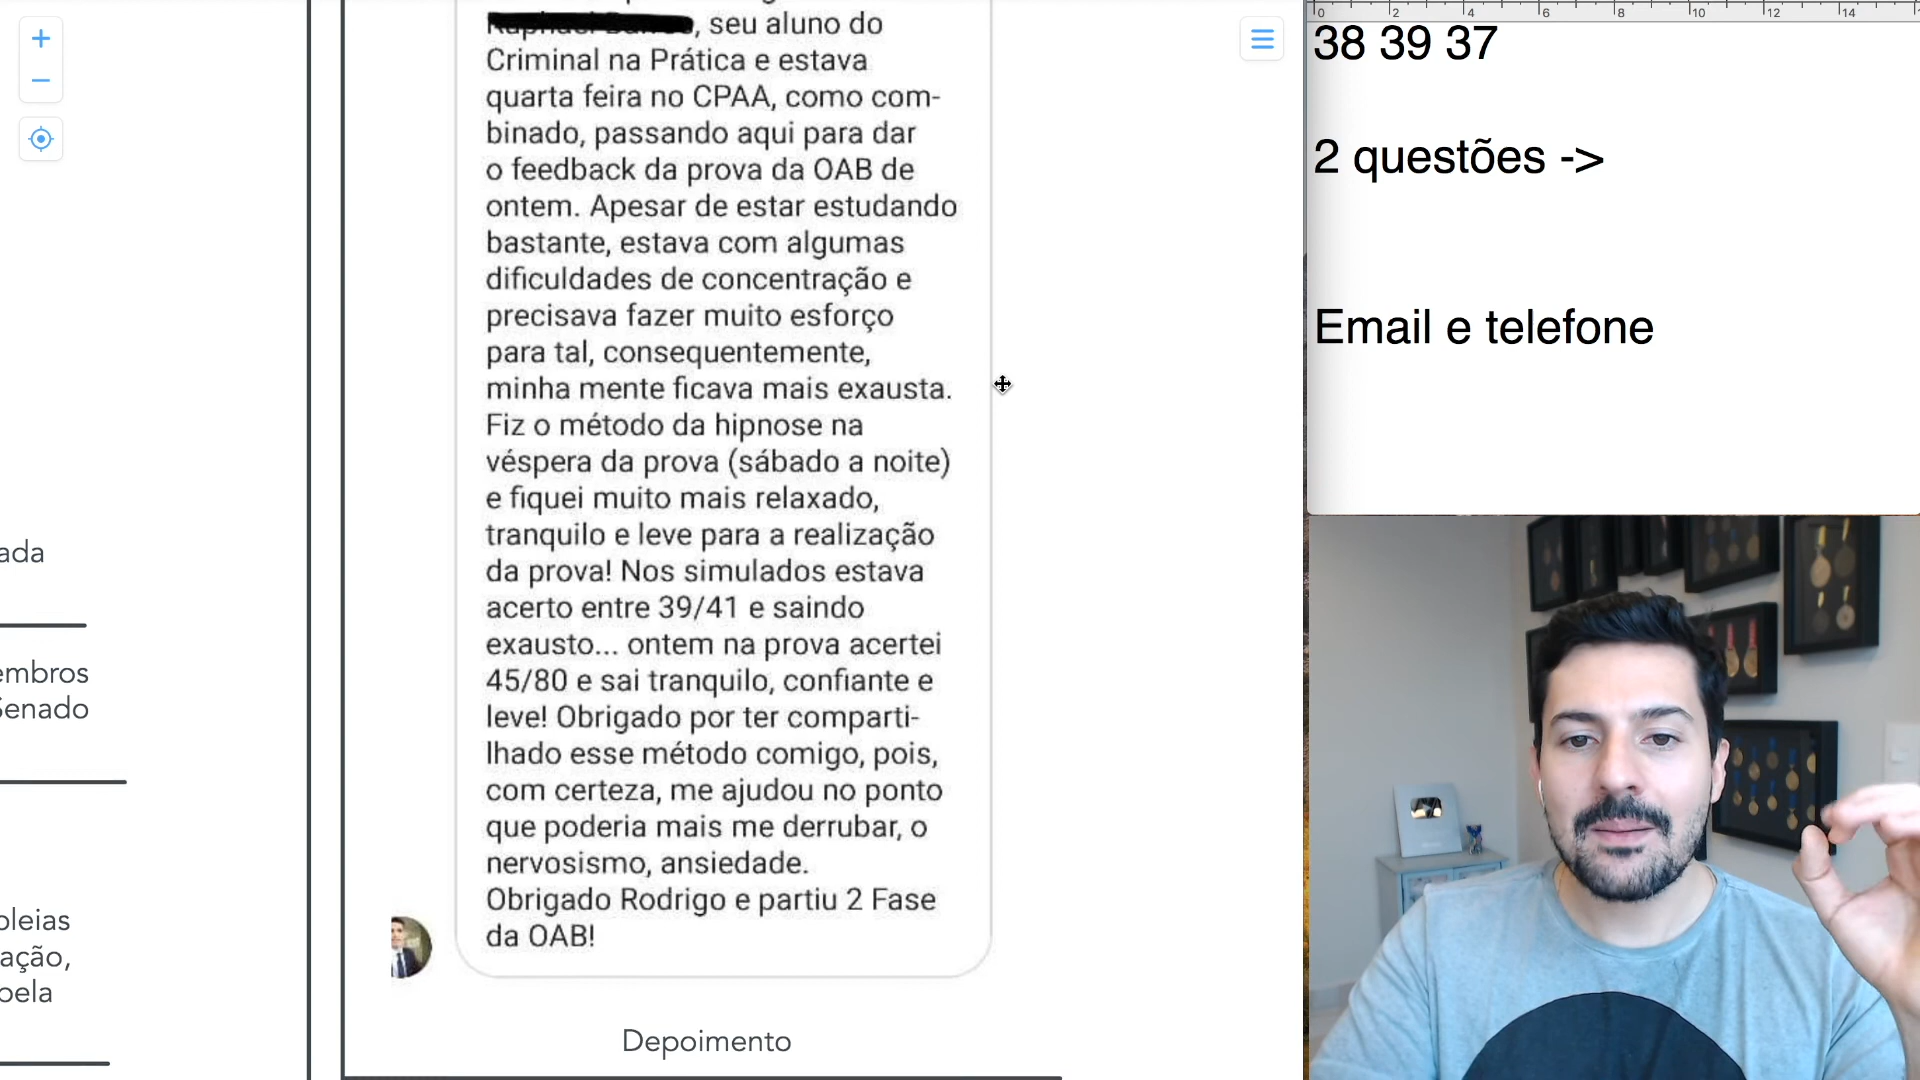 , seu aluno do
Criminal na Prática e estava
quarta feira no CPAA, como com-
binado, passando aqui para dar
o feedback da prova da OAB de
ontem. Apesar de estar estudando
bastante, estava com algumas
dificuldades de concentração e
precisava fazer muito esforço
para tal, consequentemente,
minha mente ficava mais exausta.
Fiz o método da hipnose na
véspera da prova (sábado a noite)
e fiquei muito mais relaxado,
tranquilo e leve para a realização
da prova! Nos simulados estava
acerto entre 39/41 e saindo
exausto... ontem na prova acertei
45/80 e sai tranquilo, confiante e
leve! Obrigado por ter comparti-
lhado esse método comigo, pois,
com certeza, me ajudou no ponto
que poderia mais me derrubar, o
nervosismo, ansiedade.
Obrigado Rodrigo e partiu 2 Fase
da OAB!
Depoimento
ada
embros
Senado
oleias
ação,
pela
0 2 4 6 8 10 12 14
38 39 37
2 questões ->
Email e telefone